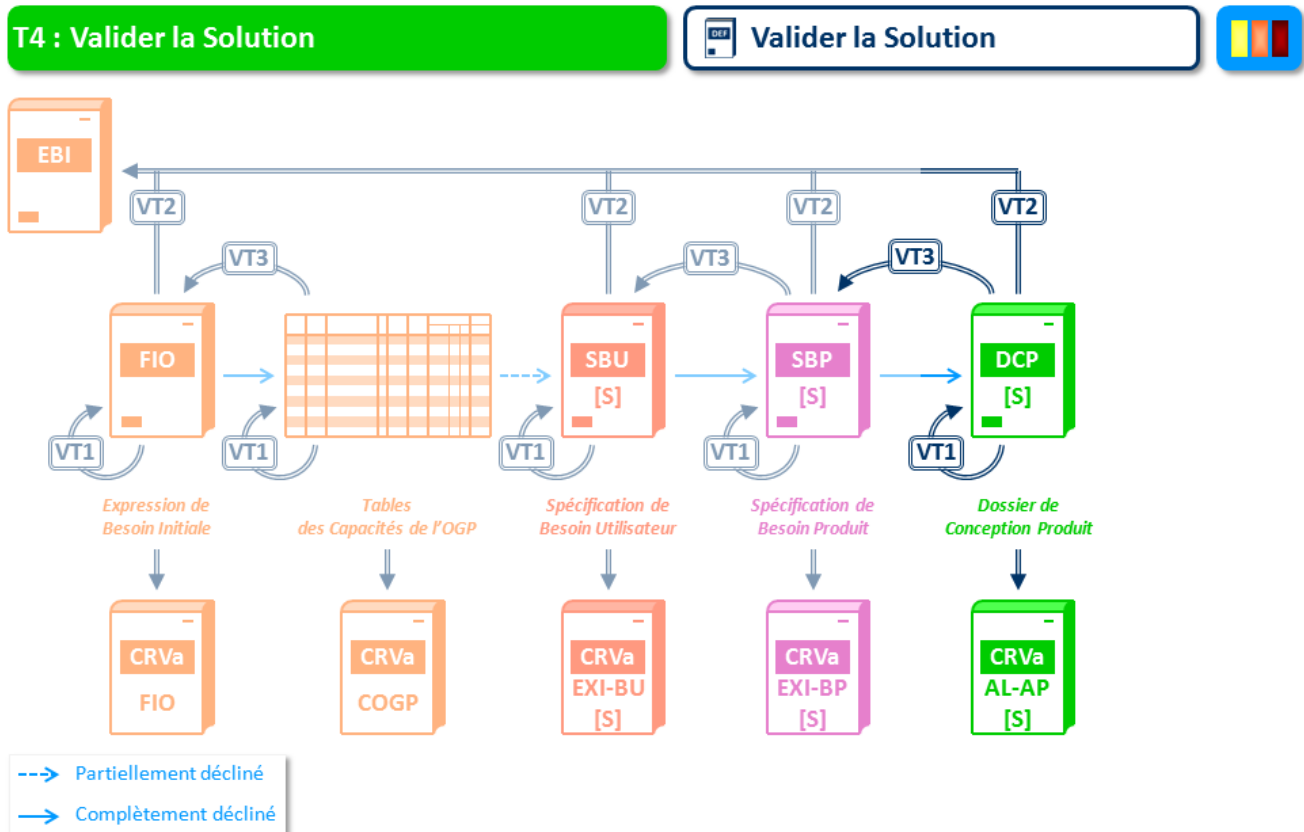 T4 : Valider la Solution
DEF
Valider la Solution
EBI
VT2
VT2
VT2
VT2
VT3
VT3
VT3
FIO
SBU
[S]
SBP
[S]
DCP
[S]
VT1
VT1
VT1
VT1
VT1
Expression de
Besoin Initiale
Tables
des Capacités de l’OGP
Spécification de
Besoin Utilisateur
Spécification de
Besoin Produit
Dossier de
Conception Produit
CRVa
FIO
CRVa
COGP
CRVa
EXI-BU
[S]
CRVa
EXI-BP
[S]
CRVa
AL-AP
[S]
Partiellement décliné
Complètement décliné